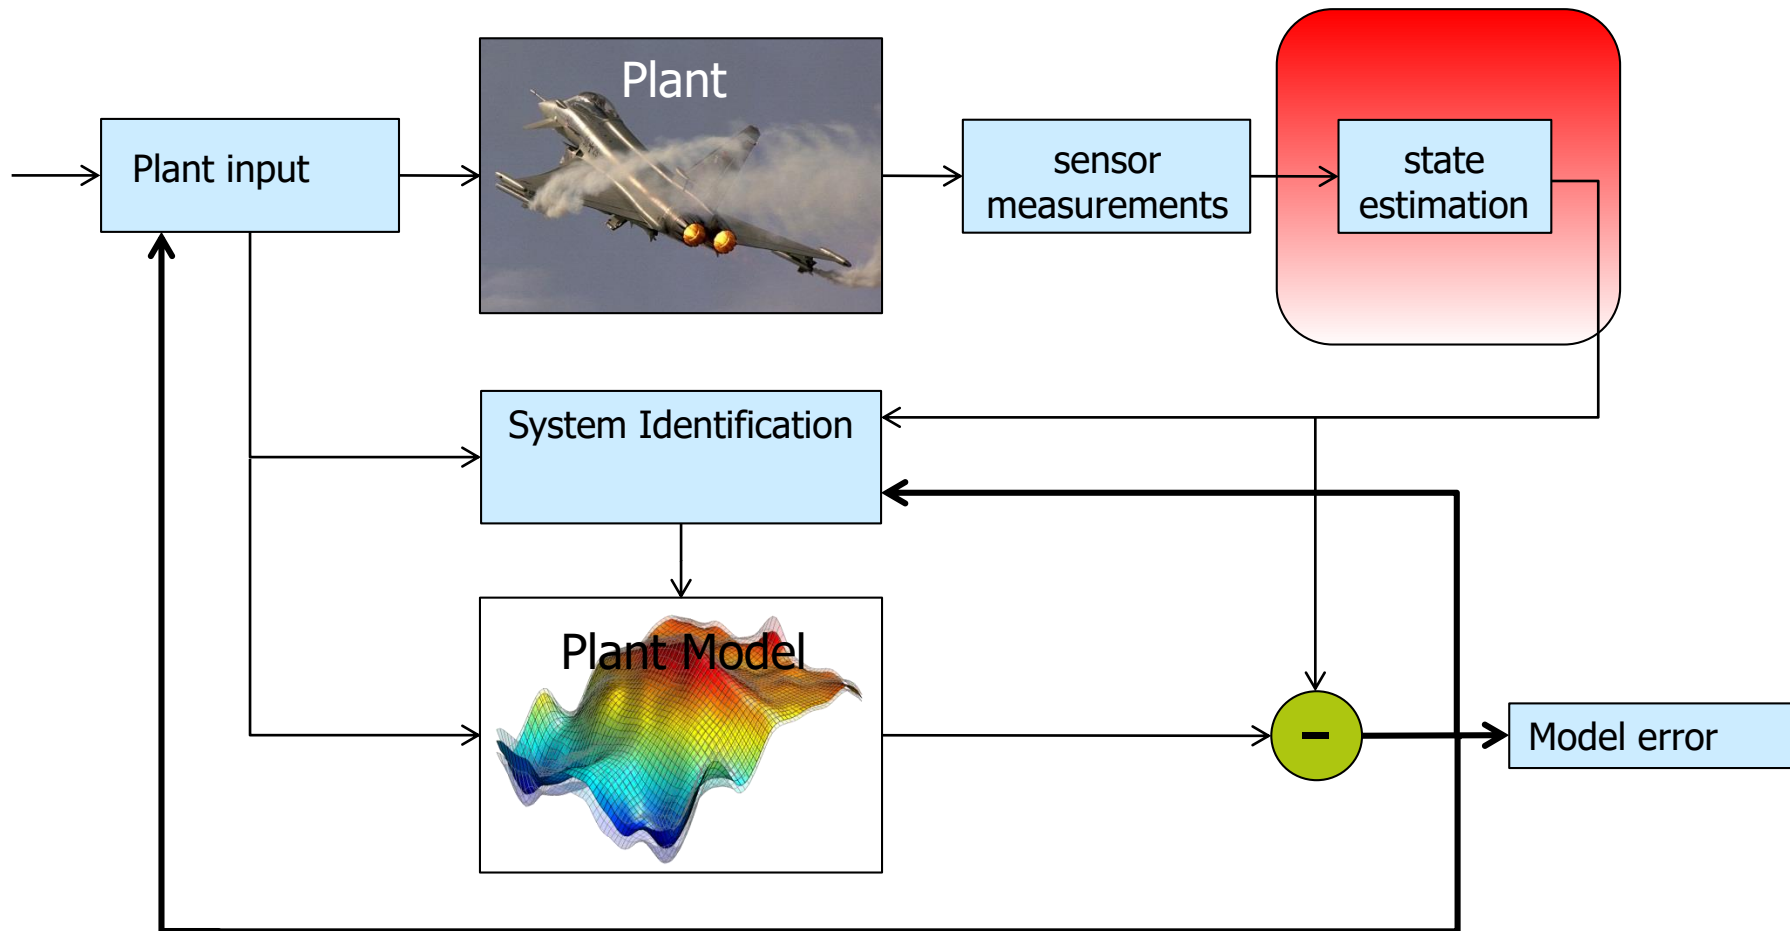 Plant
Plant input
sensor
measurements
state
estimation
System Identification
Plant Model
-
Model error